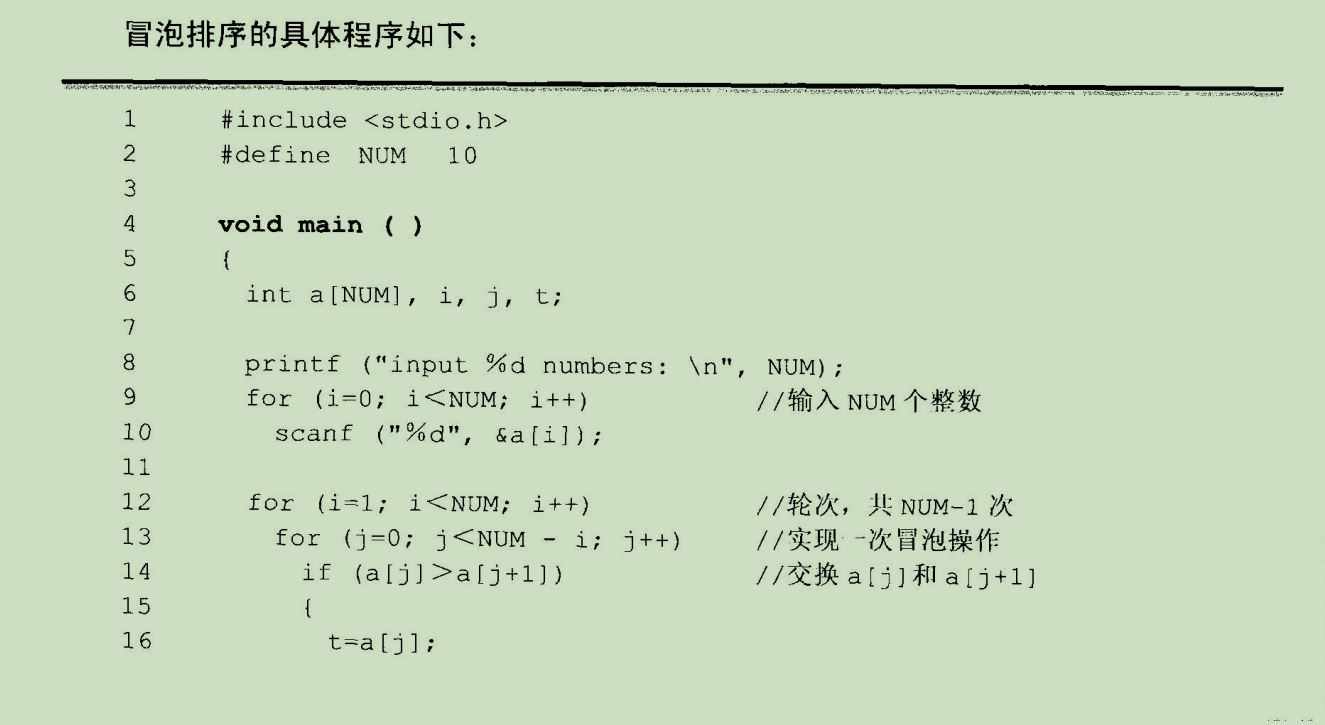 冒泡排序的具体程序如下：
1 #include <stdio.h>
2 #define NUM 10
3
4 void main ( )
5 {
6 int a[NUM], i, j, t;
7
8 printf ("input %d numbers: \n", NUM);
9 for (i=0; i<NUM; i++) //输入 NUM 个整数
10 scanf ("%d", &a[i]);
11
12 for (i=1; i<NUM; i++) //轮次，共 NUM-1 次
13 for (j=0; j<NUM - i; j++) //实现一次冒泡操作
14 if (a[j]>a[j+1]) //交换 a[j]和 a[j+1]
15 {
16 t=a[j];